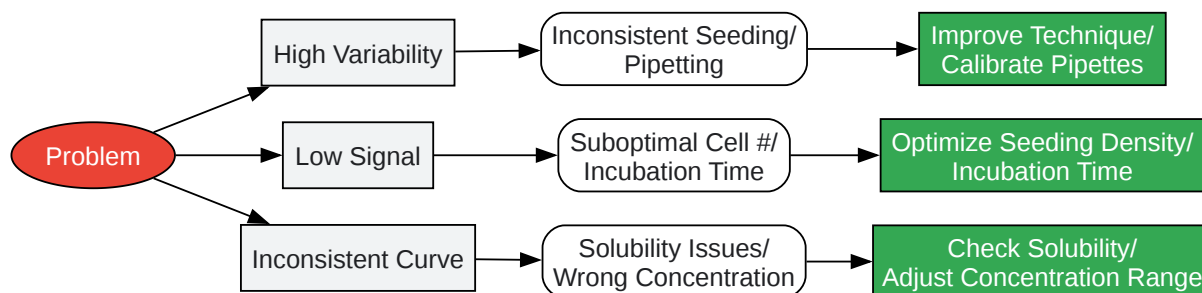 Problem
High Variability
Inconsistent Seeding/
Pipetting
Improve Technique/
Calibrate Pipettes
Low Signal
Suboptimal Cell #/
Incubation Time
Optimize Seeding Density/
Incubation Time
Inconsistent Curve
Solubility Issues/
Wrong Concentration
Check Solubility/
Adjust Concentration Range